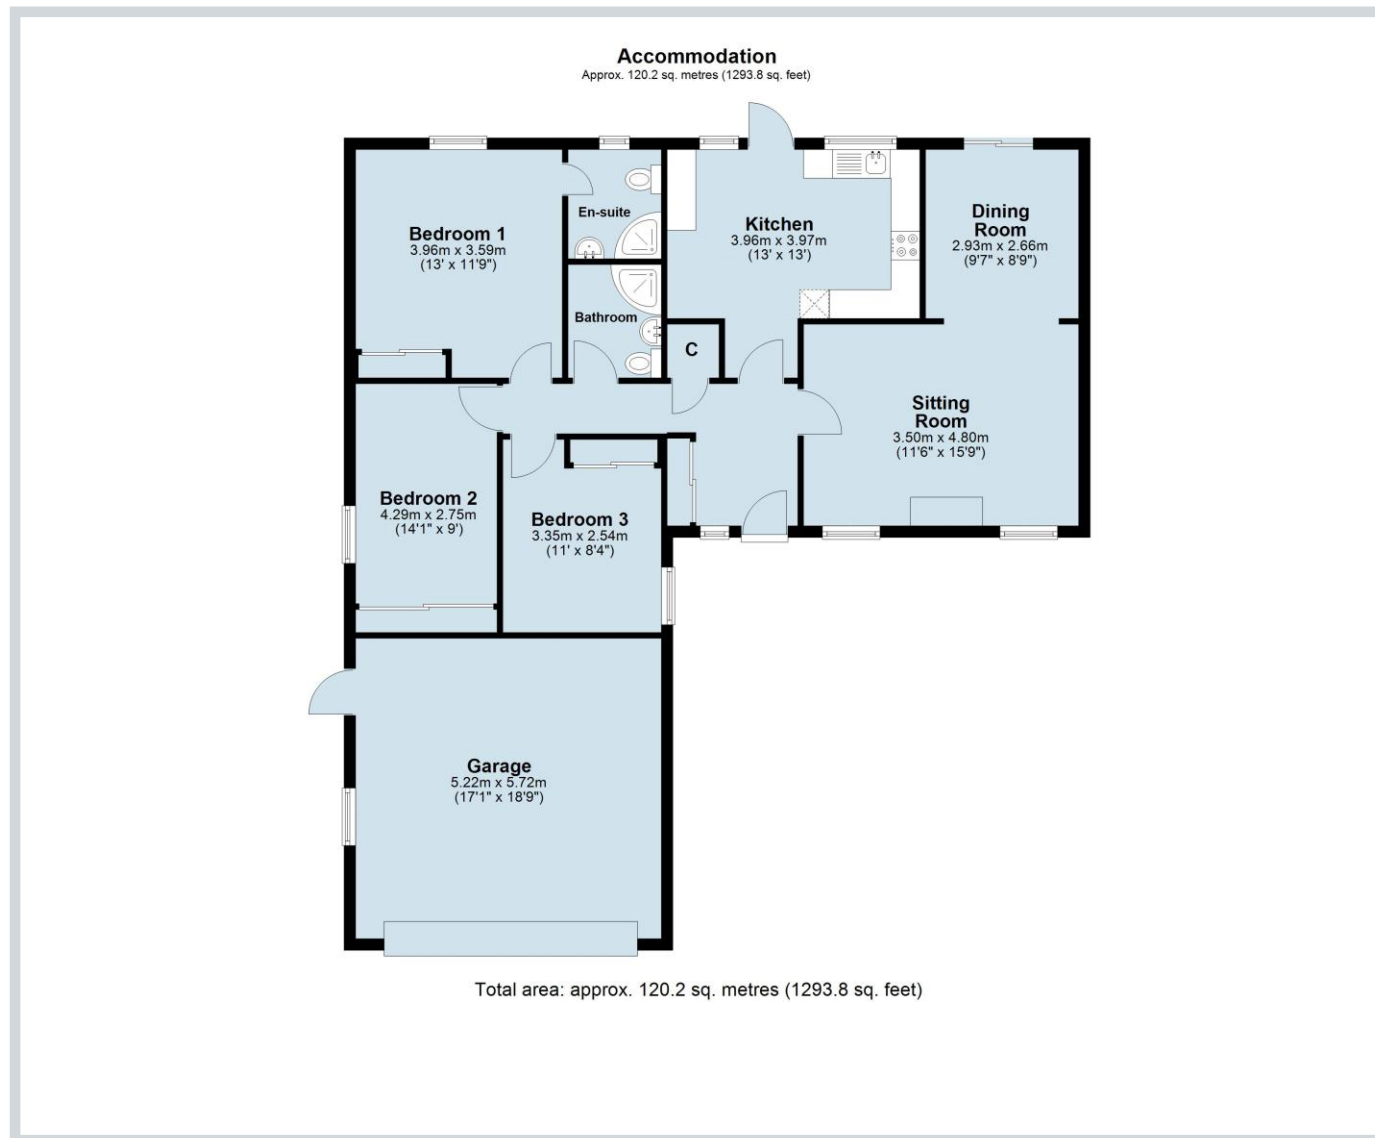 Accommodation
Approx. 120.2 sq. metres (1293.8 sq. feet)
Bedroom 1
3.96m x 3.59m
(13' x 11'9")
En-suite
Kitchen
3.96m x 3.97m
(13' x 13')
Dining
Room
2.93m x 2.66m
(9'7" x 8'9")
Bathroom
C
Sitting
Room
3.50m x 4.80m
(11'6" x 15'9")
Bedroom 2
4.29m x 2.75m
(14'1" x 9')
Bedroom 3
3.35m x 2.54m
(11' x 8'4")
Garage
5.22m x 5.72m
(17'1" x 18'9")
Total area: approx. 120.2 sq. metres (1293.8 sq. feet)